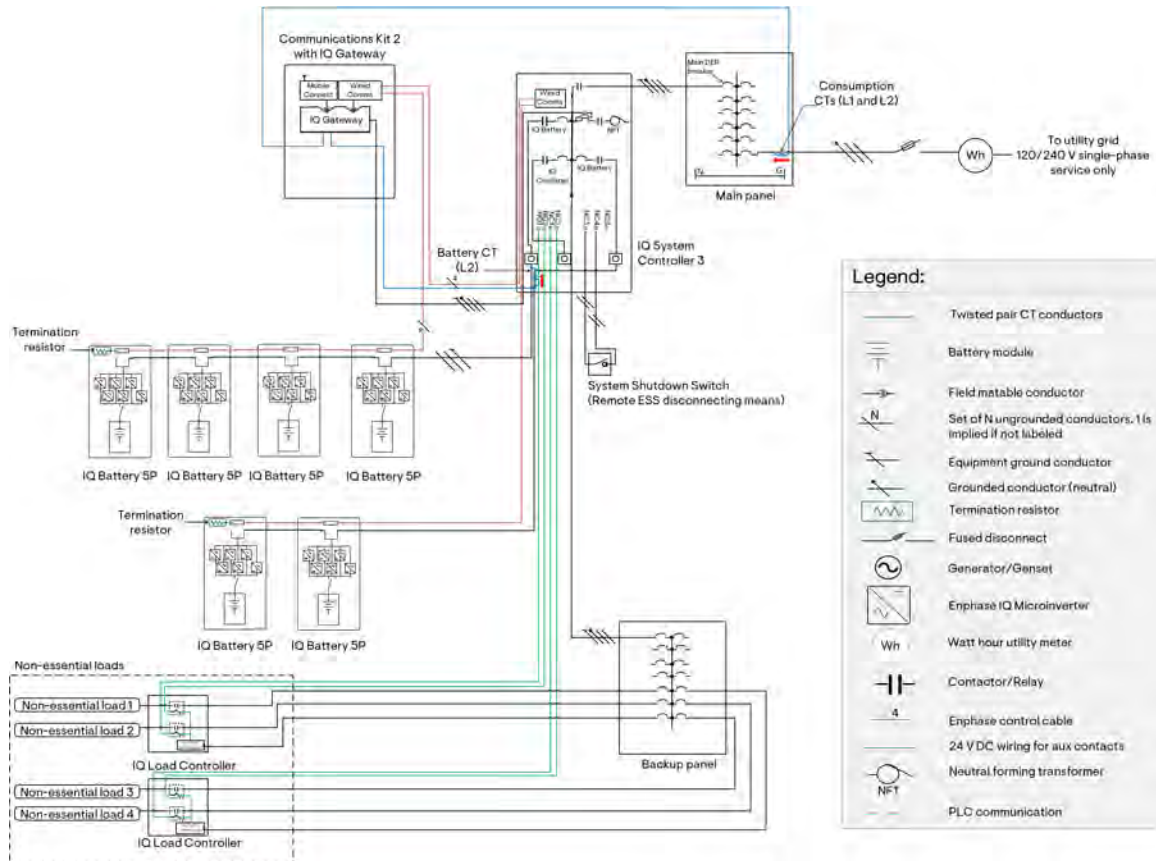 Communications Kit 2
with IQ Gateway
Mobile
Connect
Wired
Comms
IQ Gateway
Wired
Comms
IQ Battery
NFT
IQ Battery
Battery CT
(L2)
IQ System
Controller 3
Main DER
breaker
N
G
Main panel
Consumption
CTs (L1 and L2)
Wh
To utility grid
120/240 V single-phase
service only
4
Termination
resistor
IQ Battery 5P
IQ Battery 5P
IQ Battery 5P
IQ Battery 5P
System Shutdown Switch
(Remote ESS disconnecting means)
Termination
resistor
IQ Battery 5P
IQ Battery 5P
Non-essential loads
Non-essential load 1
Non-essential load 2
IQ Load Controller
Non-essential load 3
Non-essential load 4
IQ Load Controller
Backup panel
Legend:
Twisted pair CT conductors
Battery module
Field matable conductor
N
Set of N ungrounded conductors. 1 is
implied if not labeled
Equipment ground conductor
Grounded conductor (neutral)
Termination resistor
Fused disconnect
Generator/Genset
Enphase IQ Microinverter
Wh
Watt hour utility meter
Contactor/Relay
4
Enphase control cable
24 V DC wiring for aux contacts
NFT
Neutral forming transformer
PLC communication